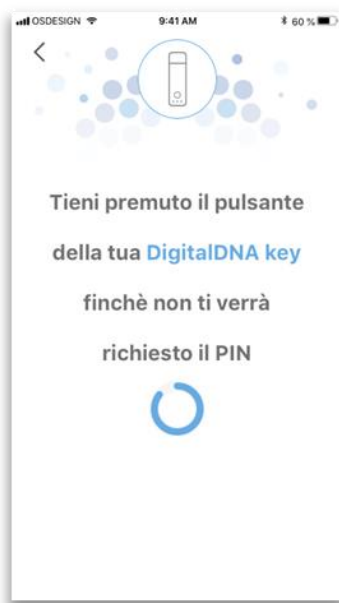 OSDESIGN 9:41 AM 60 %
Tieni premuto il pulsante
della tua DigitalDNA key
finchè non ti verrà
richiesto il PIN